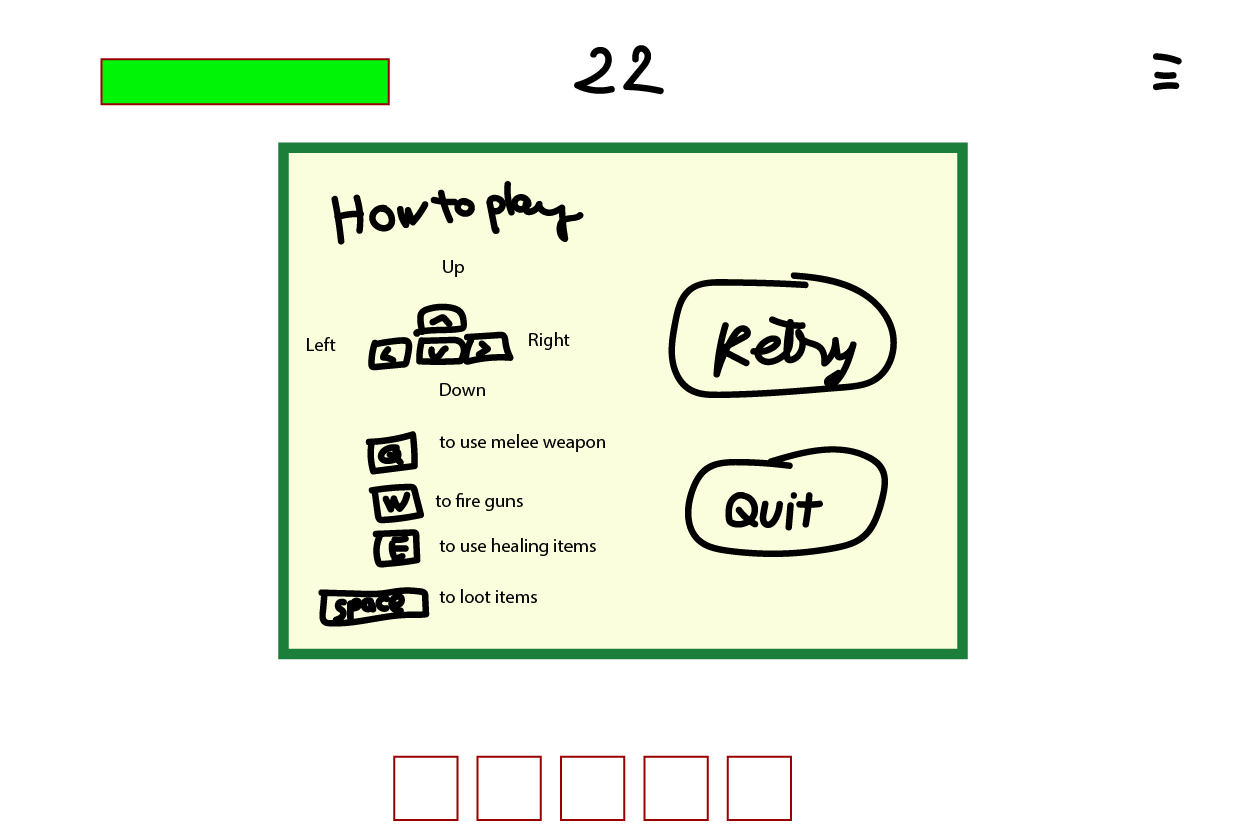 22
How to play
Up
Left
Right
Down
Retry
Q to use melee weapon
W to fire guns
Quit
E to use healing items
space to loot items